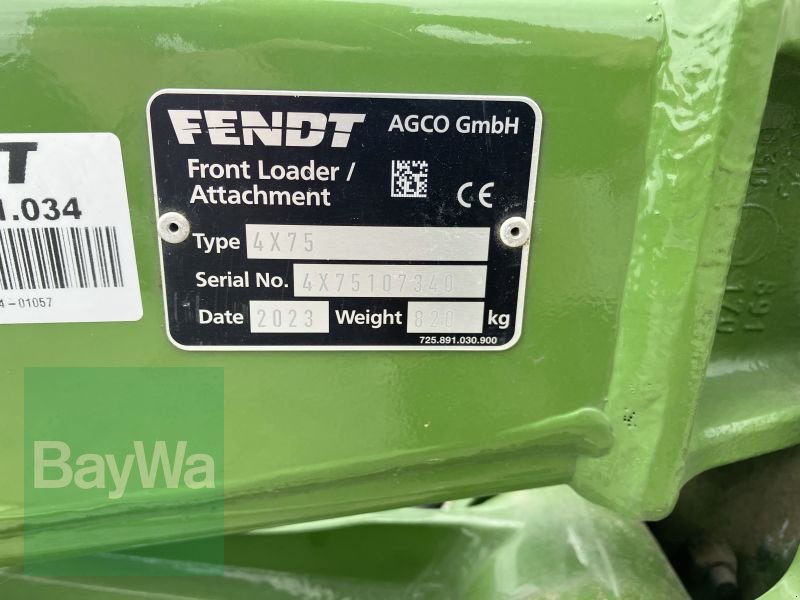 FENDT AGCO GmbH
Front Loader /
Attachment
CE
Type 4X75
Serial No. 4X75107340
Date 2023 Weight 820 kg
725.891.030.900
T
1.034
4-01057
BayWa